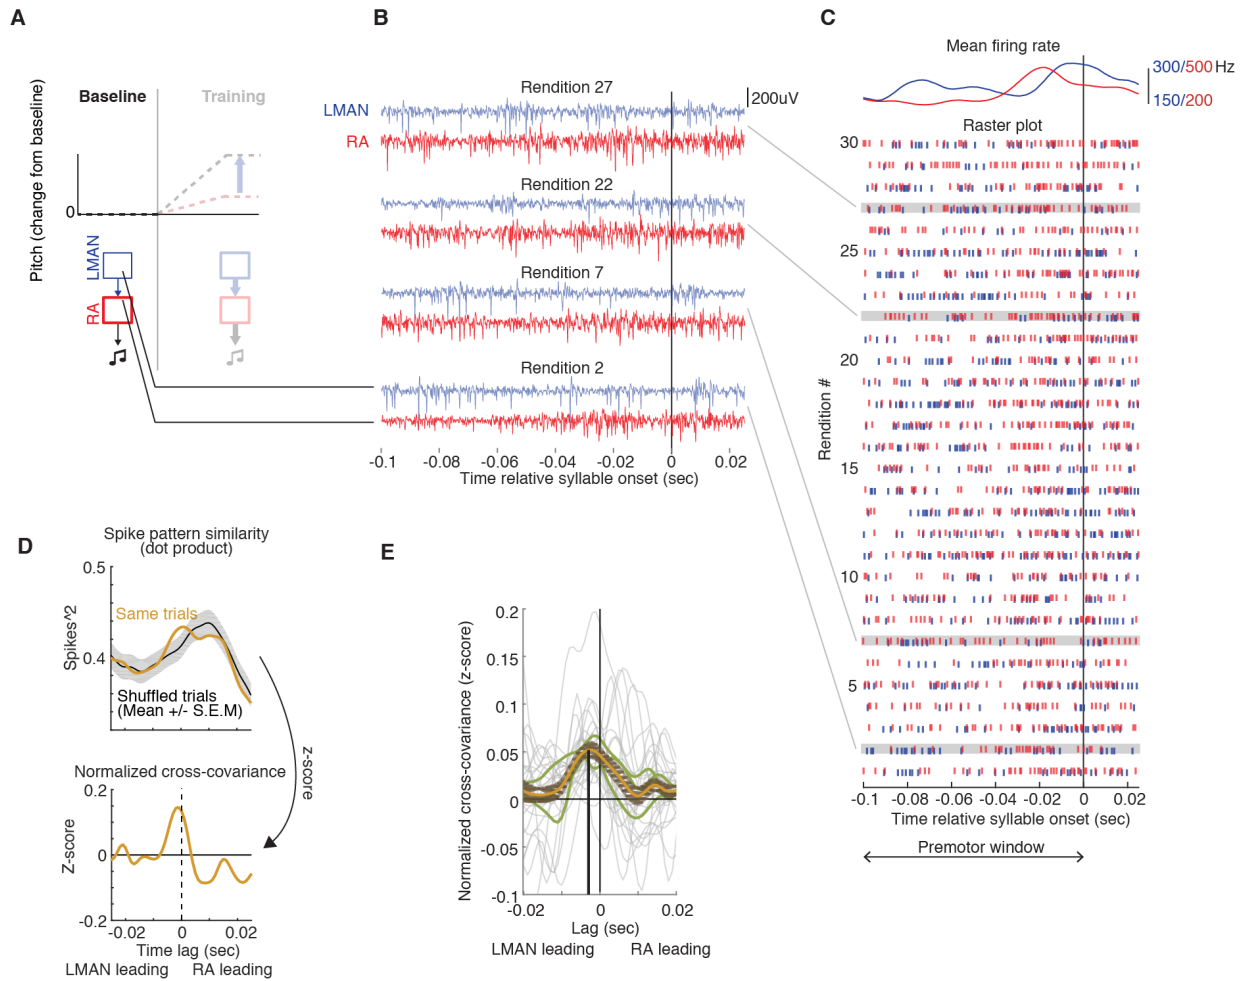 A
Pitch (change fom baseline)
Baseline
Training
0
LMAN
RA
B
Rendition 27
200uV
LMAN
RA
Rendition 22
Rendition 7
Rendition 2
-0.1 -0.08 -0.06 -0.04 -0.02 0 0.02
Time relative syllable onset (sec)
C
Mean firing rate
300/500 Hz
150/200
Raster plot
30
25
20
15
10
5
Rendition #
-0.1 -0.08 -0.06 -0.04 -0.02 0 0.02
Time relative syllable onset (sec)
Premotor window
D
Spike pattern similarity
(dot product)
0.5
0.4
Spikes^2
Same trials
Shuffled trials
(Mean +/- S.E.M)
z-score
Normalized cross-covariance
0.2
0
-0.2
Z-score
-0.02 0 0.02
Time lag (sec)
LMAN leading RA leading
E
Normalized cross-covariance (z-score)
0.2
0.15
0.1
0.05
0
-0.05
-0.1
-0.02 0 0.02
Lag (sec)
LMAN leading RA leading